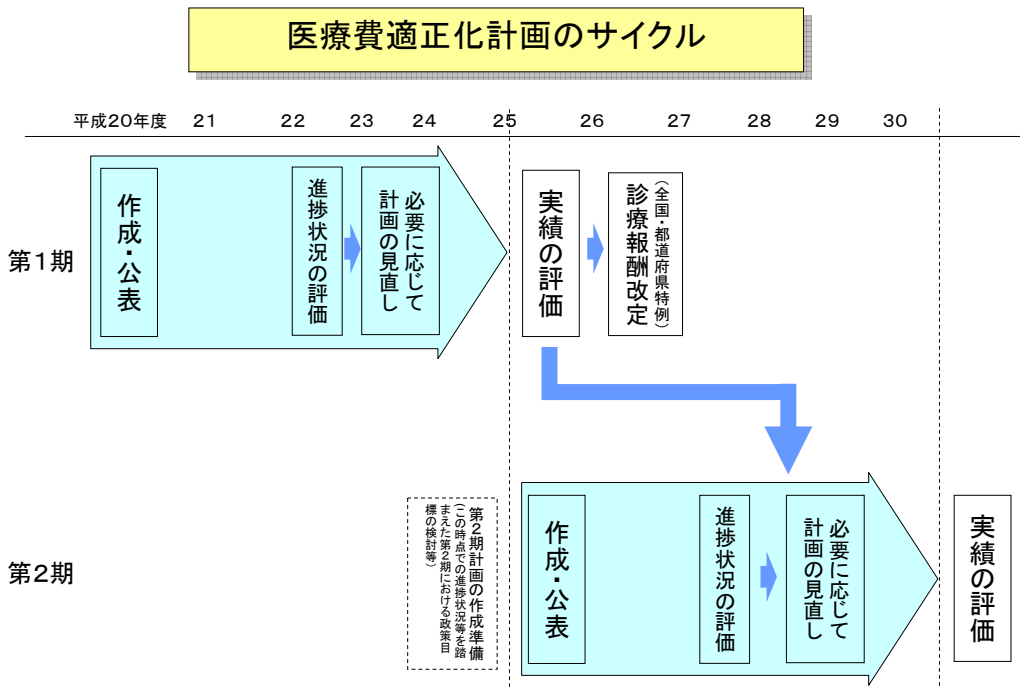 医療費適正化計画のサイクル
平成20年度 21 22 23 24 25 26 27 28 29 30
第1期
作成・公表
進捗状況の評価
必要に応じて
計画の見直し
実績の評価
(全国・都道府県特例)
診療報酬改定
第2期
第2期計画の作成準備
(この時点での進捗状況等を踏
まえた第2期における政策目
標の検討等)
作成・公表
進捗状況の評価
必要に応じて
計画の見直し
実績の評価